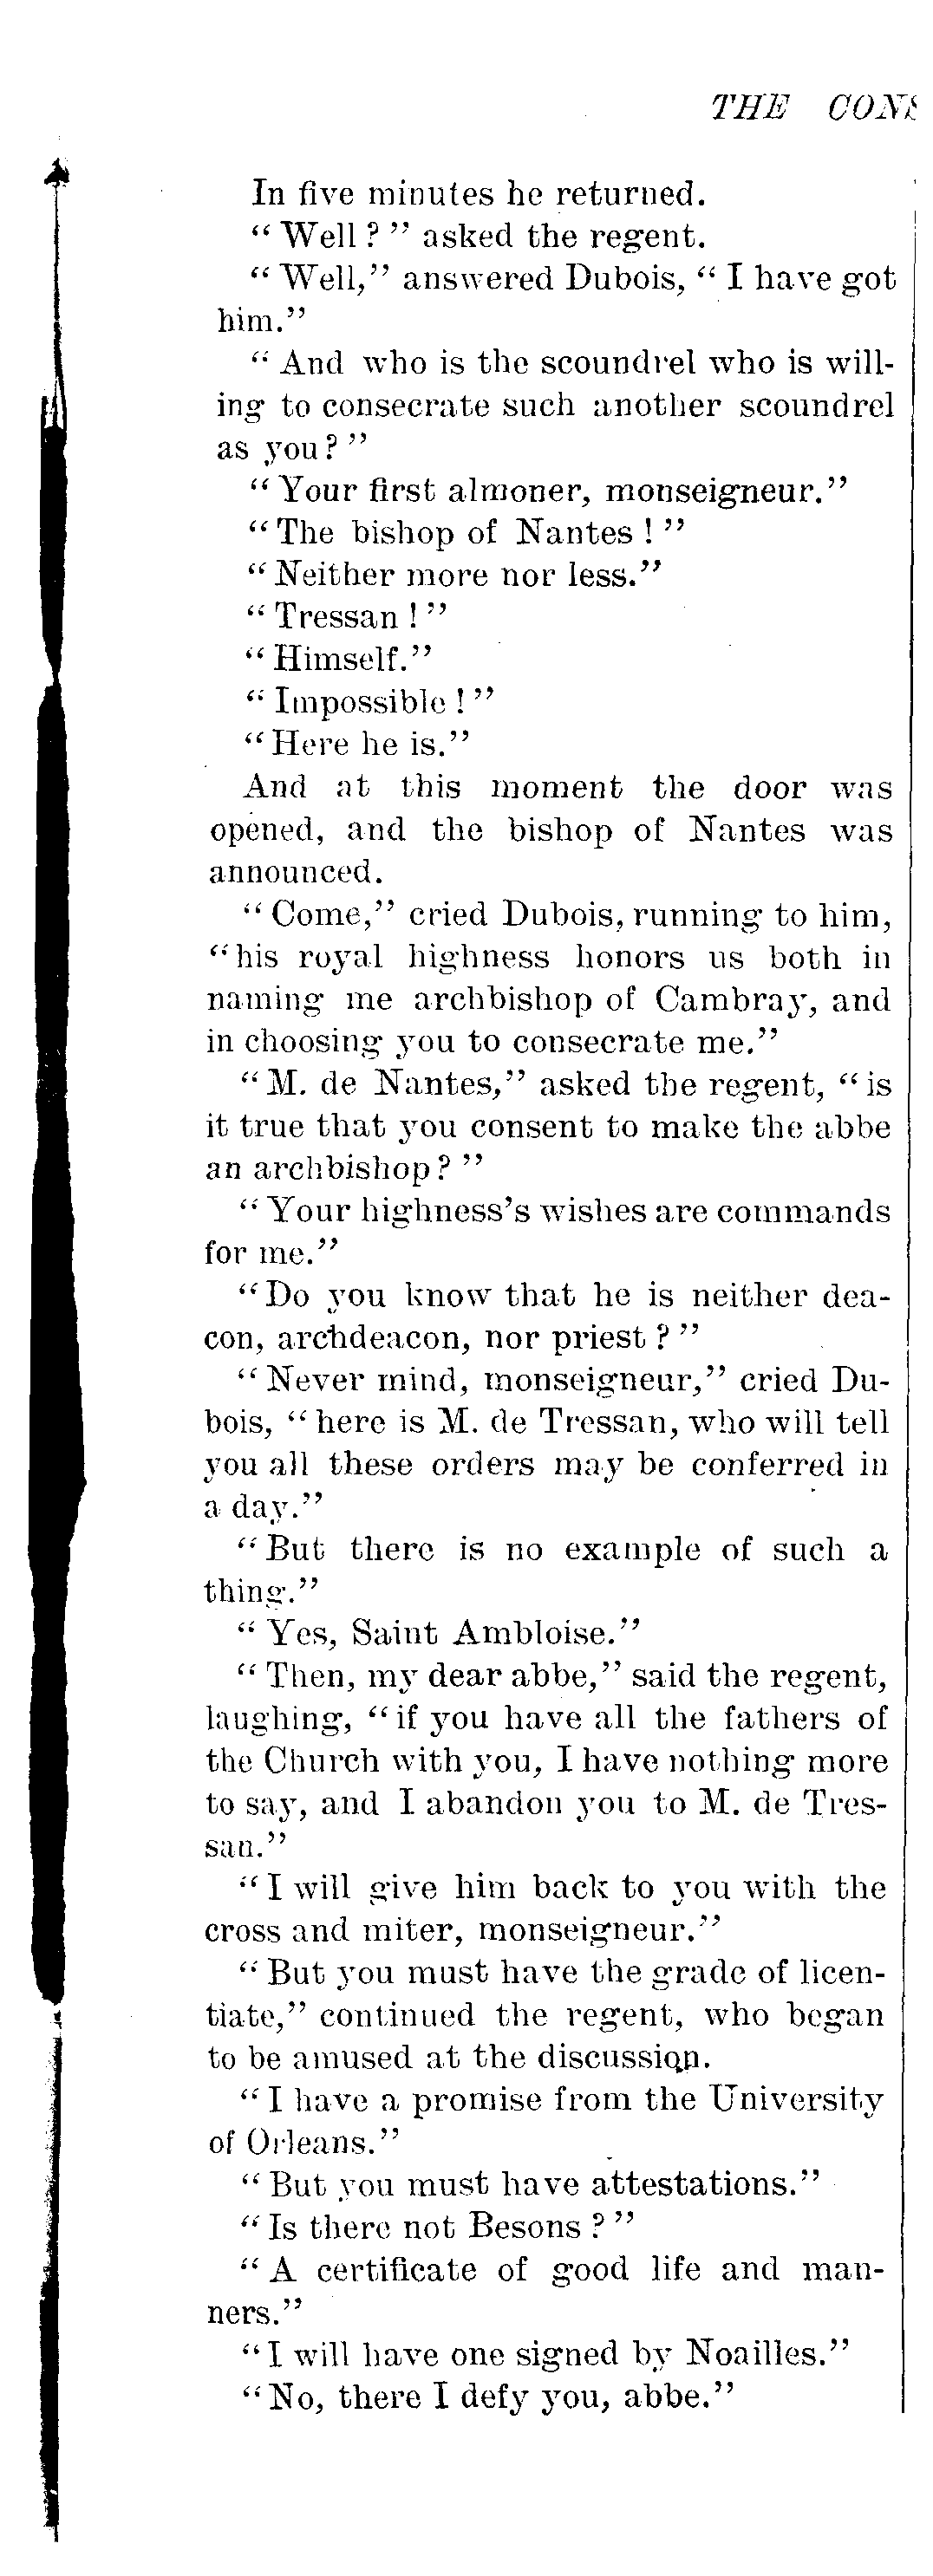 THE CONS
In five minutes he returned.
“ Well ? ” asked the regent.
“ Well,” answered Dubois, “ I have got
him.”
“ And who is the scoundrel who is will-
ing to consecrate such another scoundrel
as you ? ”
“ Your first almoner, monseigneur.”
“ The bishop of Nantes ! ”
“ Neither more nor less.”
“ Tressan ! ”
“ Himself.”
“ Impossible ! ”
“ Here he is.”
And at this moment the door was
opened, and the bishop of Nantes was
announced.
“ Come,” cried Dubois, running to him,
“ his royal highness honors us both in
naming me archbishop of Cambray, and
in choosing you to consecrate me.”
“ M. de Nantes,” asked the regent, “ is
it true that you consent to make the abbe
an archbishop ? ”
“ Your highness’s wishes are commands
for me.”
“ Do you know that he is neither dea-
con, archdeacon, nor priest ? ”
“ Never mind, monseigneur,” cried Du-
bois, “ here is M. de Tressan, who will tell
you all these orders may be conferred in
a day.”
“ But there is no example of such a
thing.”
“ Yes, Saint Ambloise.”
“ Then, my dear abbe,” said the regent,
laughing, “ if you have all the fathers of
the Church with you, I have nothing more
to say, and I abandon you to M. de Tres-
san.”
“ I will give him back to you with the
cross and miter, monseigneur.”
“ But you must have the grade of licen-
tiate,” continued the regent, who began
to be amused at the discussion.
“ I have a promise from the University
of Orleans.”
“ But you must have attestations.”
“ Is there not Besons ? ”
“ A certificate of good life and man-
ners.”
“ I will have one signed by Noailles.”
“ No, there I defy you, abbe.”